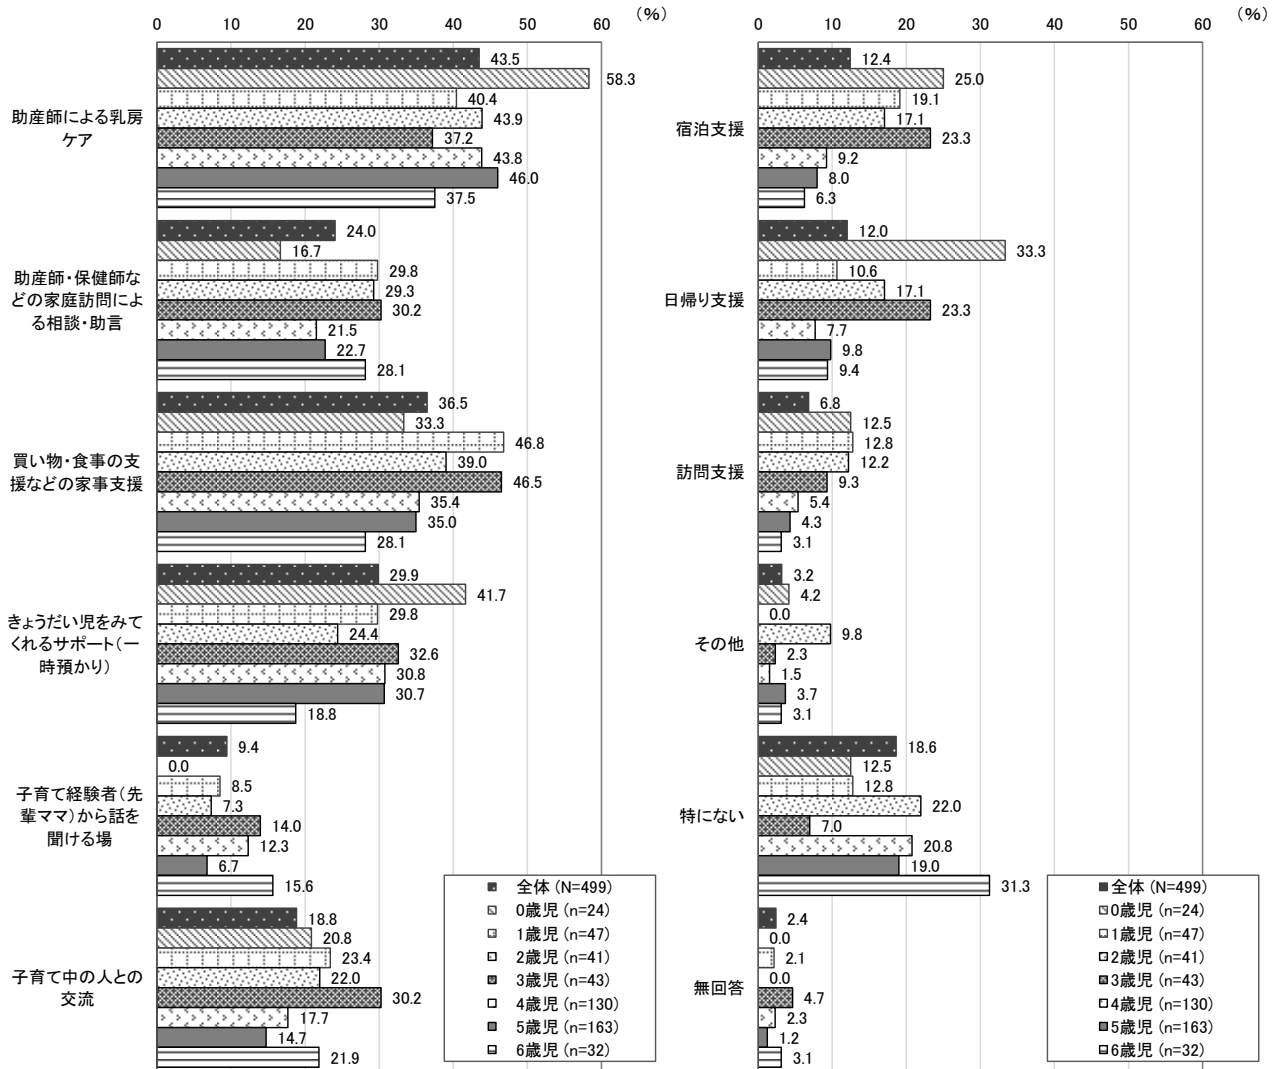 (%)
0 10 20 30 40 50 60
助産師による乳房
ケア
43.5
58.3
40.4
43.9
37.2
43.8
46.0
37.5
助産師・保健師な
どの家庭訪問によ
る相談・助言
24.0
16.7
29.8
29.3
30.2
21.5
22.7
28.1
買い物・食事の支
援などの家事支援
36.5
33.3
46.8
39.0
46.5
35.4
35.0
28.1
きょうだい児をみて
くれるサポート(一
時預かり)
29.9
41.7
29.8
24.4
32.6
30.8
30.7
18.8
子育て経験者(先
輩ママ)から話を
聞ける場
9.4
0.0
8.5
7.3
14.0
12.3
6.7
15.6
子育て中の人との
交流
18.8
20.8
23.4
22.0
30.2
17.7
14.7
21.9
全体 (N=499)
0歳児 (n=24)
1歳児 (n=47)
2歳児 (n=41)
3歳児 (n=43)
4歳児 (n=130)
5歳児 (n=163)
6歳児 (n=32)
(%)
0 10 20 30 40 50 60
宿泊支援
12.4
25.0
19.1
17.1
23.3
9.2
8.0
6.3
日帰り支援
12.0
33.3
10.6
17.1
23.3
7.7
9.8
9.4
訪問支援
6.8
12.5
12.8
12.2
9.3
5.4
4.3
3.1
その他
3.2
4.2
0.0
9.8
2.3
1.5
3.7
3.1
特にない
18.6
12.5
12.8
22.0
7.0
20.8
19.0
31.3
無回答
2.4
0.0
2.1
0.0
4.7
2.3
1.2
3.1
全体 (N=499)
0歳児 (n=24)
1歳児 (n=47)
2歳児 (n=41)
3歳児 (n=43)
4歳児 (n=130)
5歳児 (n=163)
6歳児 (n=32)